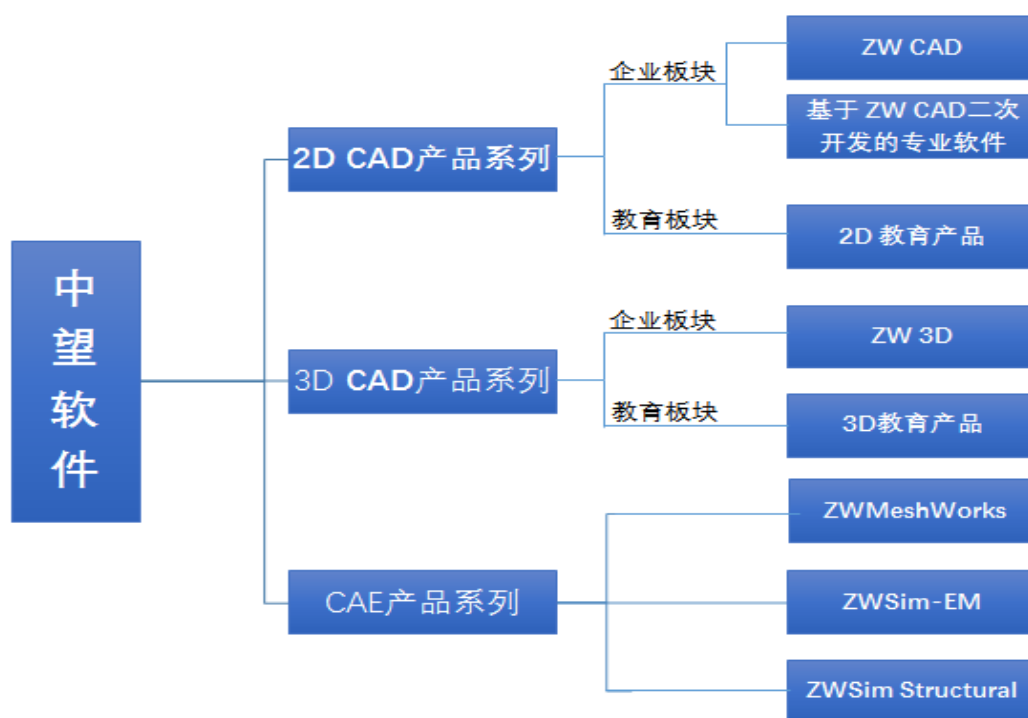 中望软件
2D CAD产品系列
企业板块
ZW CAD
基于 ZW CAD二次
开发的专业软件
教育板块
2D 教育产品
3D CAD产品系列
企业板块
ZW 3D
教育板块
3D教育产品
CAE产品系列
ZWMeshWorks
ZWSim-EM
ZWSim Structural